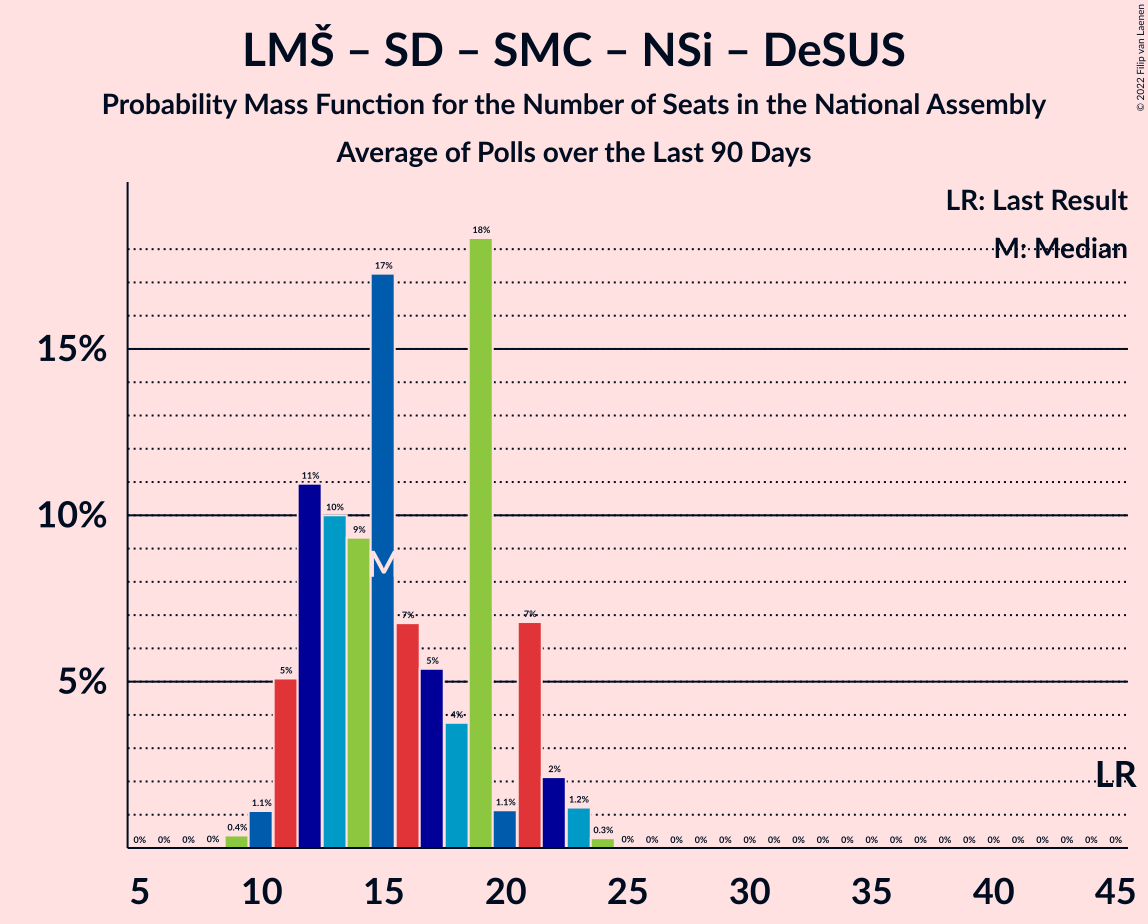 LMŠ – SD – SMC – NSi – DeSUS
Probability Mass Function for the Number of Seats in the National Assembly
Average of Polls over the Last 90 Days
© 2022 Filip van Laenen
LR: Last Result
M: Median
18%
17%
15%
11%
10%
10%
9%
M
7%
7%
5%
5%
5%
4%
LR
0% 0% 0% 0% 0.4% 1.1% 1.1% 2% 1.2% 0.3% 0% 0% 0% 0% 0% 0% 0% 0% 0% 0% 0% 0% 0% 0% 0% 0% 0% 0% 0% 0% 0%
5 10 15 20 25 30 35 40 45